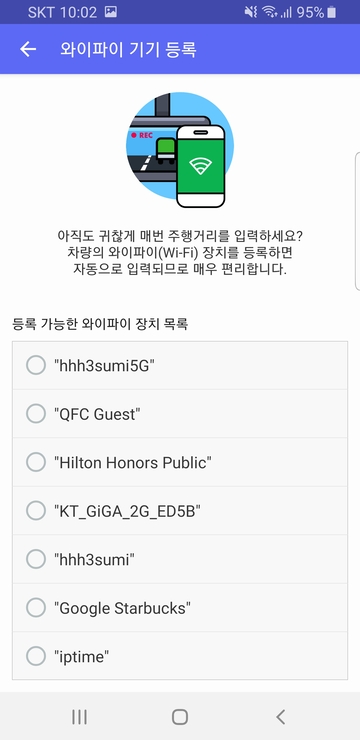 SKT 10:02 95%
와이파이 기기 등록
REC
아직도 귀찮게 매번 주행거리를 입력하세요?
차량의 와이파이(Wi-Fi) 장치를 등록하면
자동으로 입력되므로 매우 편리합니다.
등록 가능한 와이파이 장치 목록
"hhh3sumi5G"
"QFC Guest"
"Hilton Honors Public"
"KT_GiGA_2G_ED5B"
"hhh3sumi"
"Google Starbucks"
"iptime"